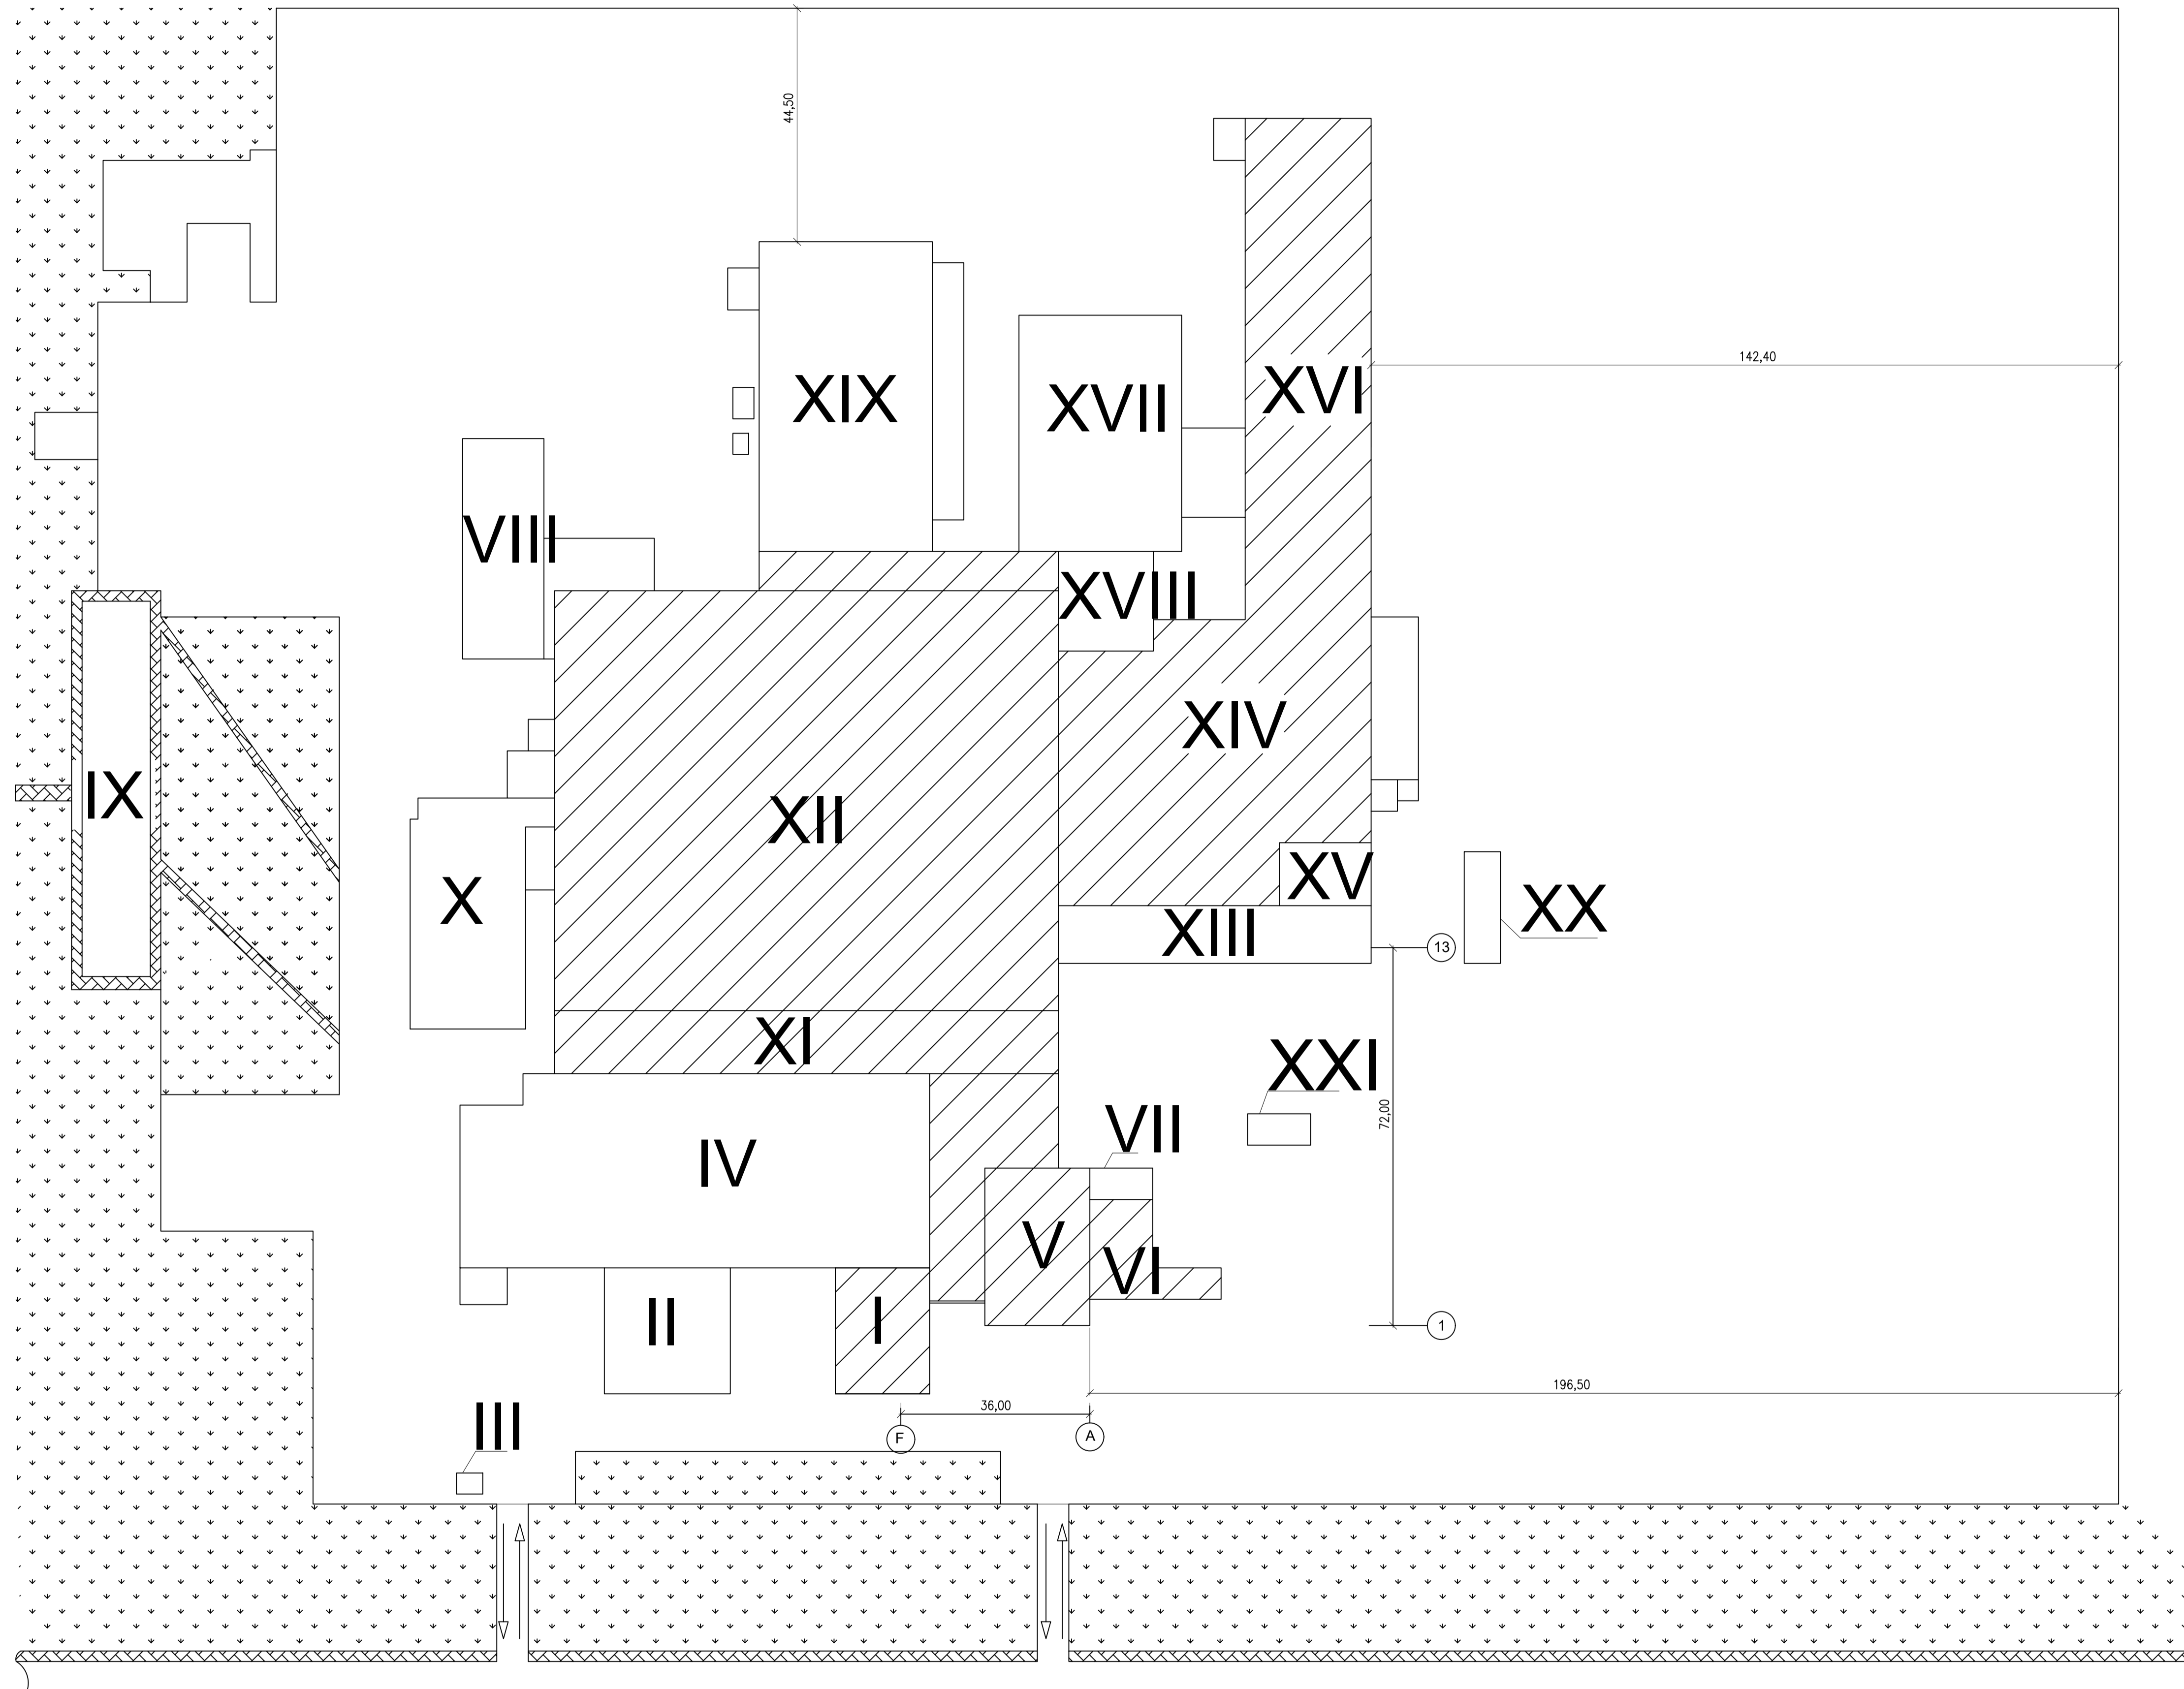 44,50
142,40
XVI
XIX
XVII
VIII
XVIII
XIV
IX
XII
XV
X
XX
XIII
13
XI
XXI
72,00
VII
IV
V
VI
II
I
1
196,50
36,00
III
F
A